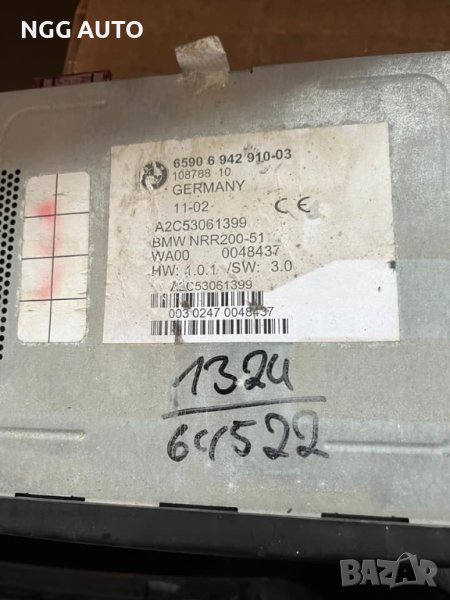 NGG AUTO
6590 6 942 910-03
108788 10
GERMANY
11-02 CE
A2C53061399
BMW NRR200-51
WA00 0048437
HW: 1.0.1 /SW: 3.0
A2C53061399
003 0247 0048437
1324
64522
BAZAR